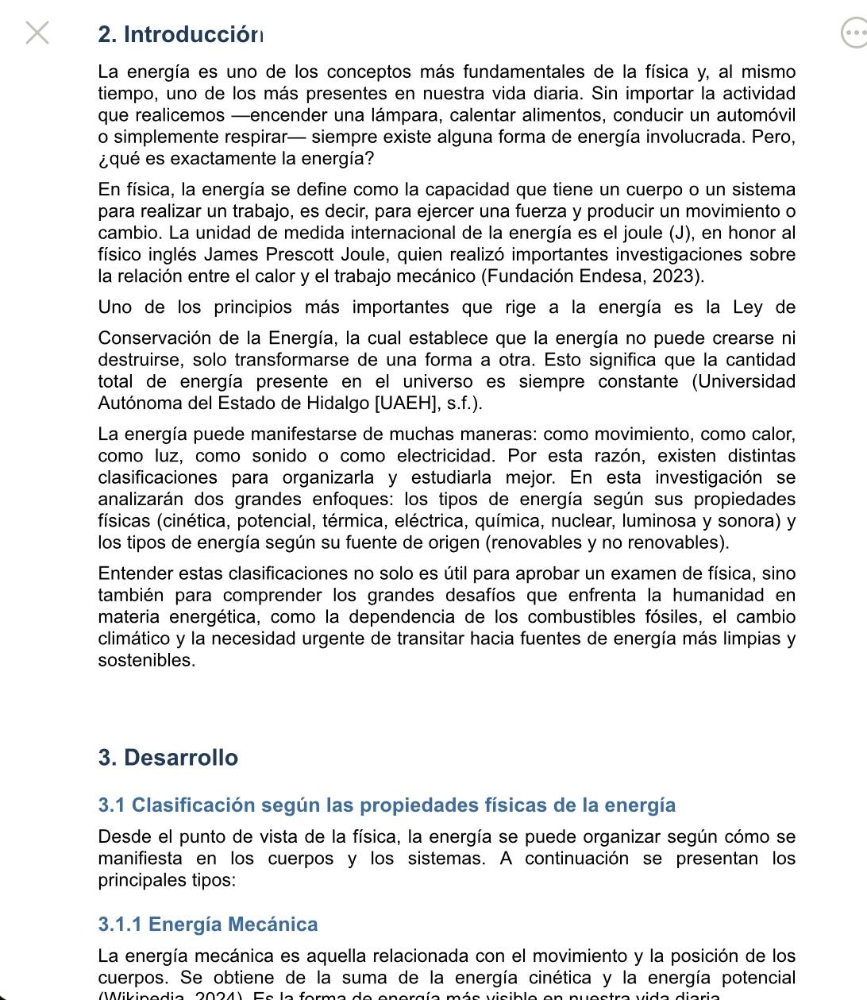 2. Introducción
La energía es uno de los conceptos más fundamentales de la física y, al mismo
tiempo, uno de los más presentes en nuestra vida diaria. Sin importar la actividad
que realicemos —encender una lámpara, calentar alimentos, conducir un automóvil
o simplemente respirar— siempre existe alguna forma de energía involucrada. Pero,
¿qué es exactamente la energía?
En física, la energía se define como la capacidad que tiene un cuerpo o un sistema
para realizar un trabajo, es decir, para ejercer una fuerza y producir un movimiento o
cambio. La unidad de medida internacional de la energía es el joule (J), en honor al
físico inglés James Prescott Joule, quien realizó importantes investigaciones sobre
la relación entre el calor y el trabajo mecánico (Fundación Endesa, 2023).
Uno de los principios más importantes que rige a la energía es la Ley de
Conservación de la Energía, la cual establece que la energía no puede crearse ni
destruirse, solo transformarse de una forma a otra. Esto significa que la cantidad
total de energía presente en el universo es siempre constante (Universidad
Autónoma del Estado de Hidalgo [UAEH], s.f.).
La energía puede manifestarse de muchas maneras: como movimiento, como calor,
como luz, como sonido o como electricidad. Por esta razón, existen distintas
clasificaciones para organizarla y estudiarla mejor. En esta investigación se
analizarán dos grandes enfoques: los tipos de energía según sus propiedades
físicas (cinética, potencial, térmica, eléctrica, química, nuclear, luminosa y sonora) y
los tipos de energía según su fuente de origen (renovables y no renovables).
Entender estas clasificaciones no solo es útil para aprobar un examen de física, sino
también para comprender los grandes desafíos que enfrenta la humanidad en
materia energética, como la dependencia de los combustibles fósiles, el cambio
climático y la necesidad urgente de transitar hacia fuentes de energía más limpias y
sostenibles.
3. Desarrollo
3.1 Clasificación según las propiedades físicas de la energía
Desde el punto de vista de la física, la energía se puede organizar según cómo se
manifiesta en los cuerpos y los sistemas. A continuación se presentan los
principales tipos:
3.1.1 Energía Mecánica
La energía mecánica es aquella relacionada con el movimiento y la posición de los
cuerpos. Se obtiene de la suma de la energía cinética y la energía potencial
(Wikipedia, 2024). Es la forma de energía más visible en nuestra vida diaria.